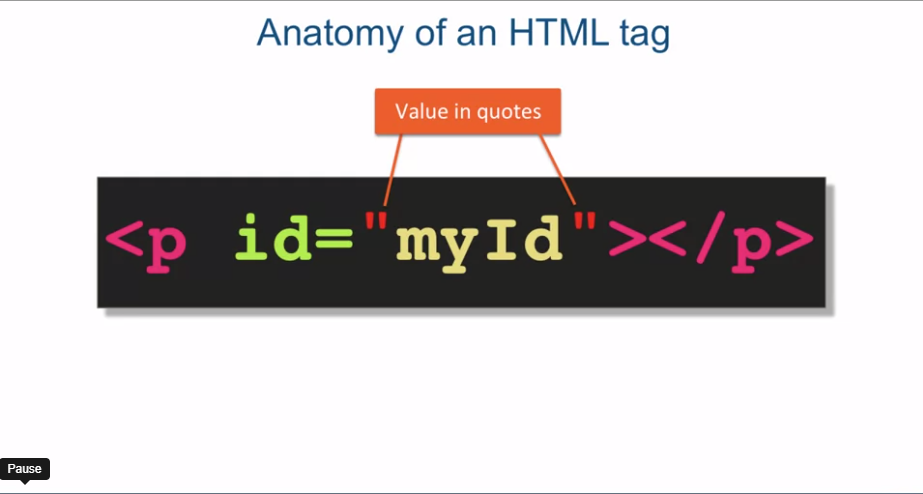 Anatomy of an HTML tag
Value in quotes
<p id="myId"></p>
Pause